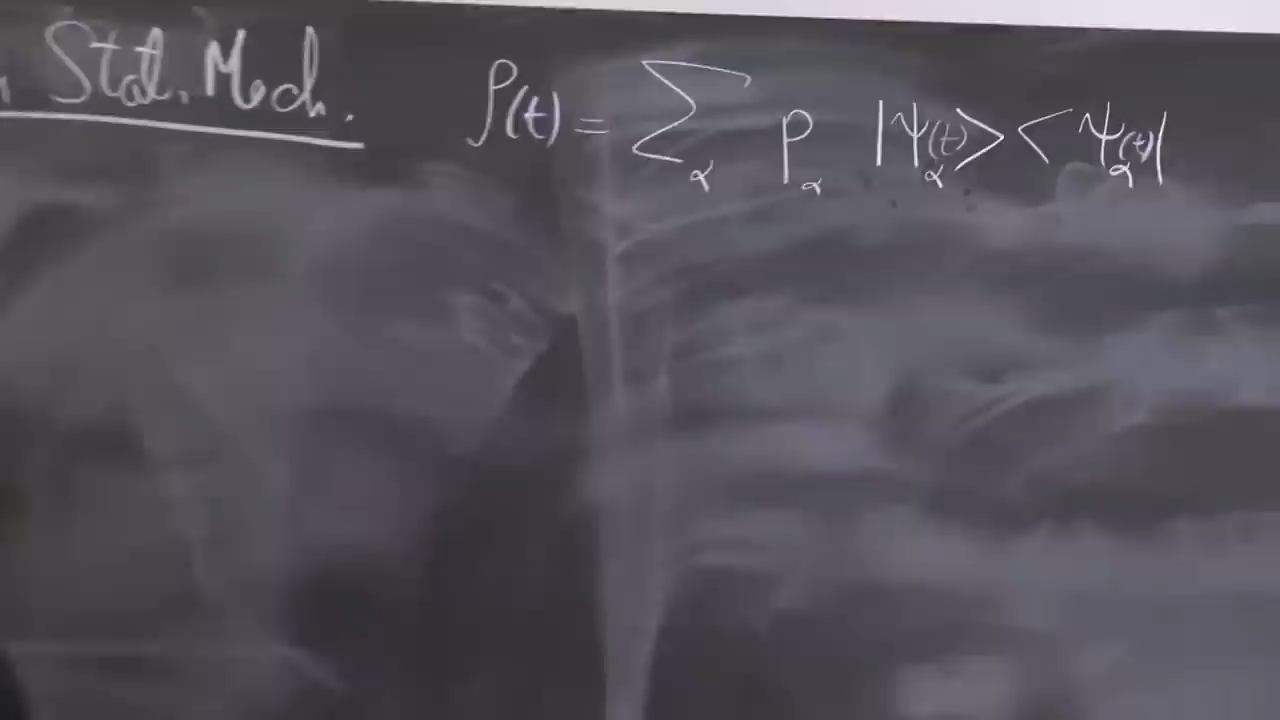 Stat. Mech.
ρ(t) = ∑_α p_α |ψ_α(t)> <ψ_α(t)|